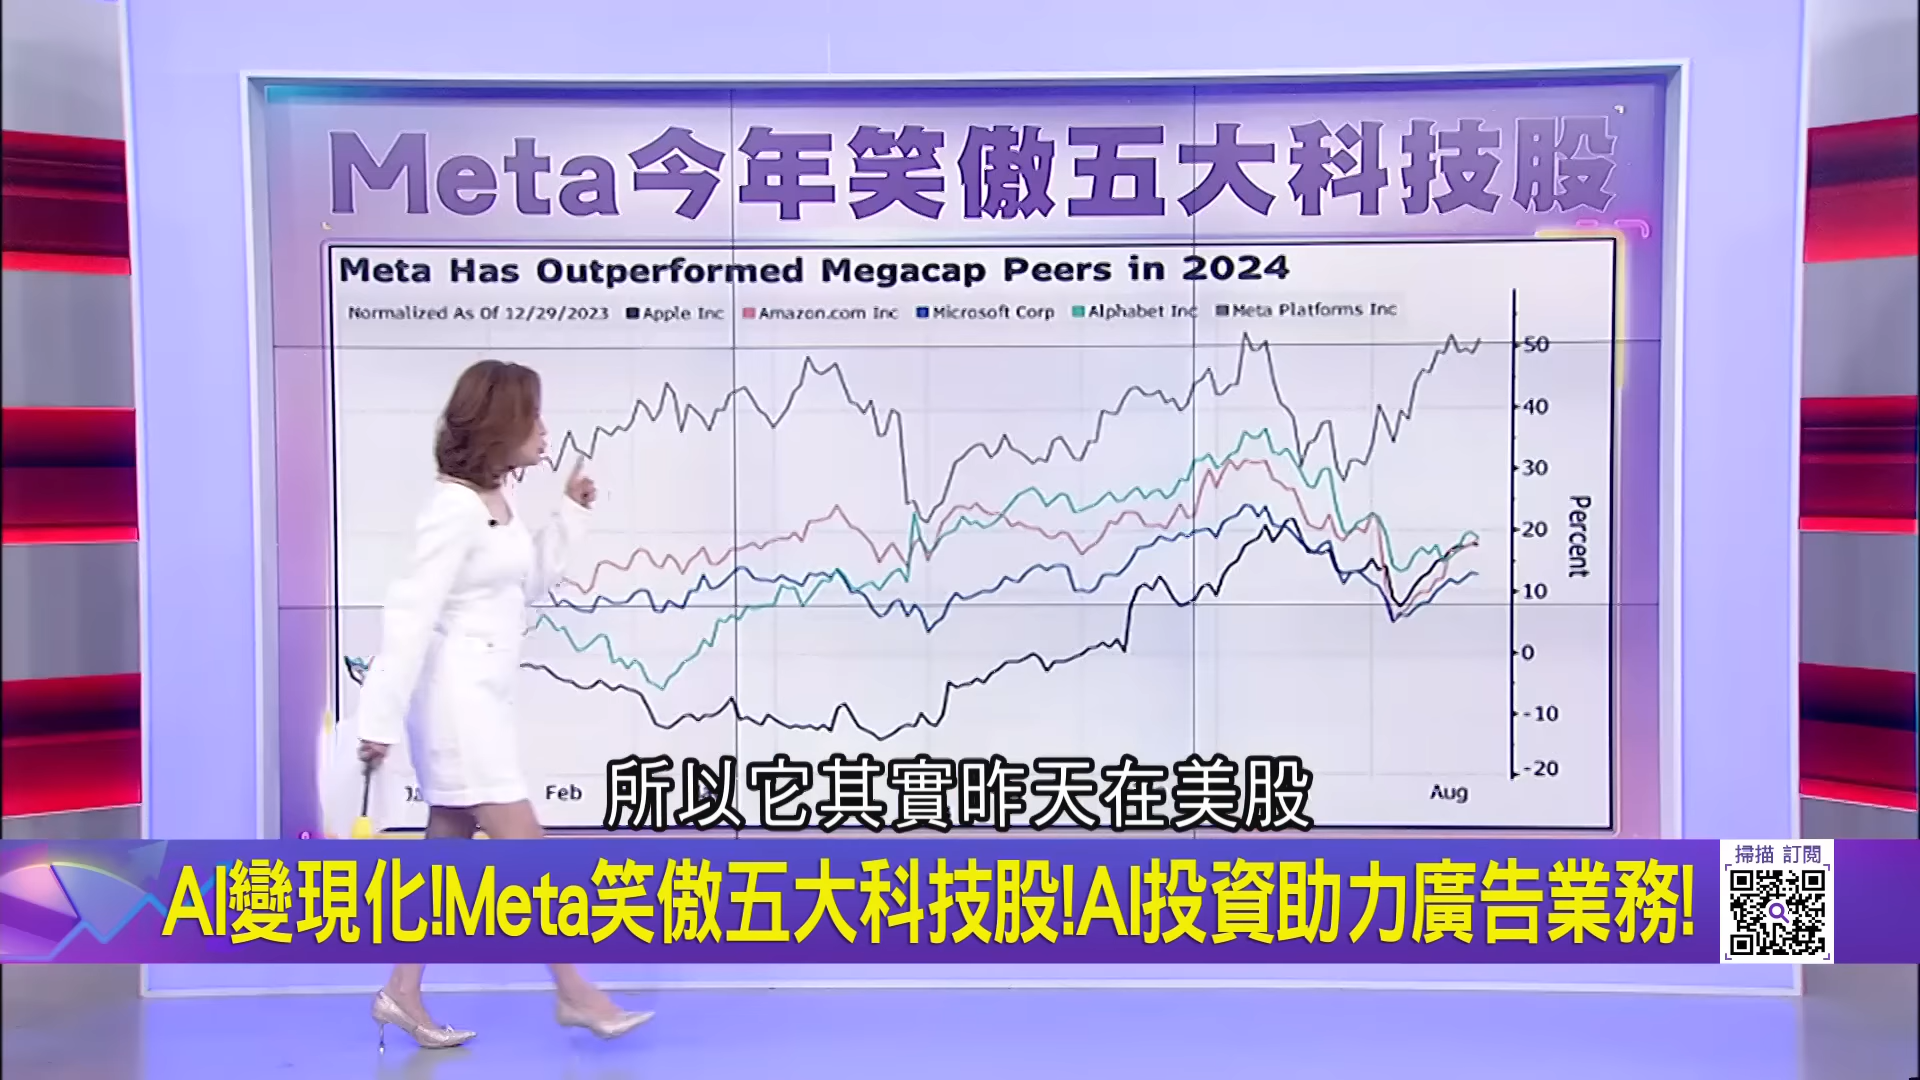 Meta今年笑傲五大科技股
Meta Has Outperformed Megacap Peers in 2024
Normalized As Of 12/29/2023 Apple Inc Amazon.com Inc Microsoft Corp Alphabet Inc Meta Platforms Inc
50
40
30
20
10
0
-10
-20
Percent
Feb
Aug
所以它其實昨天在美股
AI變現化!Meta笑傲五大科技股!AI投資助力廣告業務!
掃描 訂閱